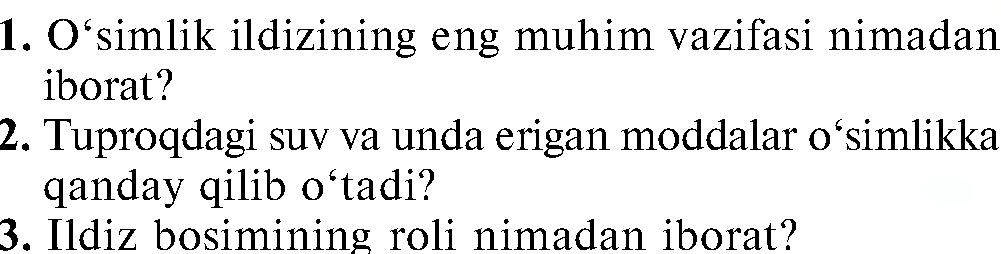 1. O‘simlik ildizining eng muhim vazifasi nimadan
iborat?
2. Tuproqdagi suv va unda erigan moddalar o‘simlikka
qanday qilib o‘tadi?
3. Ildiz bosimining roli nimadan iborat?